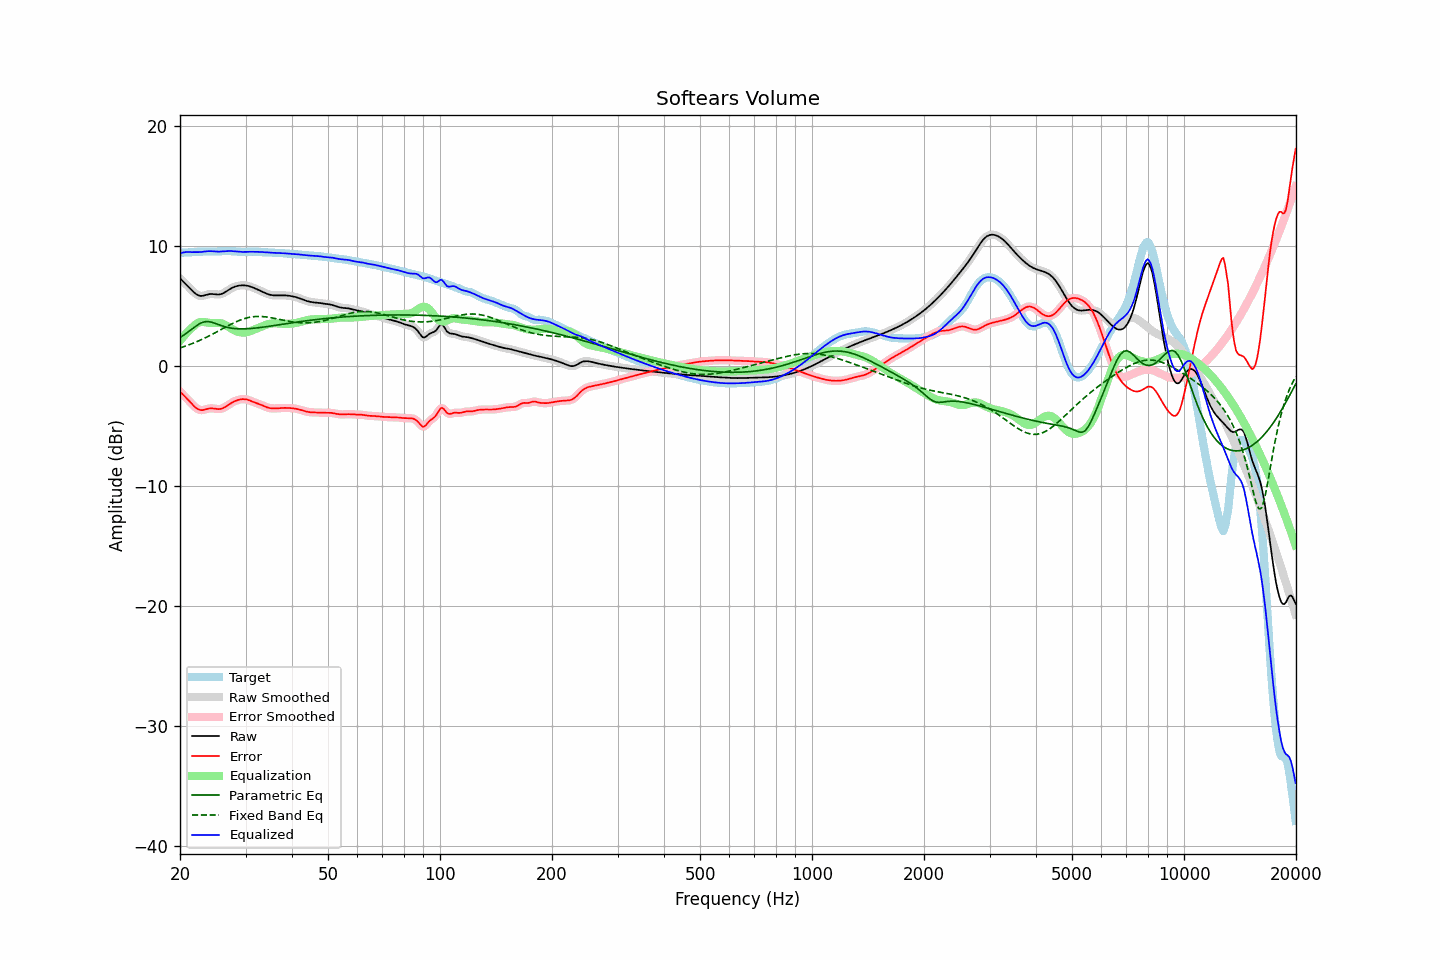 Softears Volume
20
10
0
−10
−20
−30
−40
Amplitude (dBr)
Target
Raw Smoothed
Error Smoothed
Raw
Error
Equalization
Parametric Eq
Fixed Band Eq
Equalized
20 50 100 200 500 1000 2000 5000 10000 20000
Frequency (Hz)